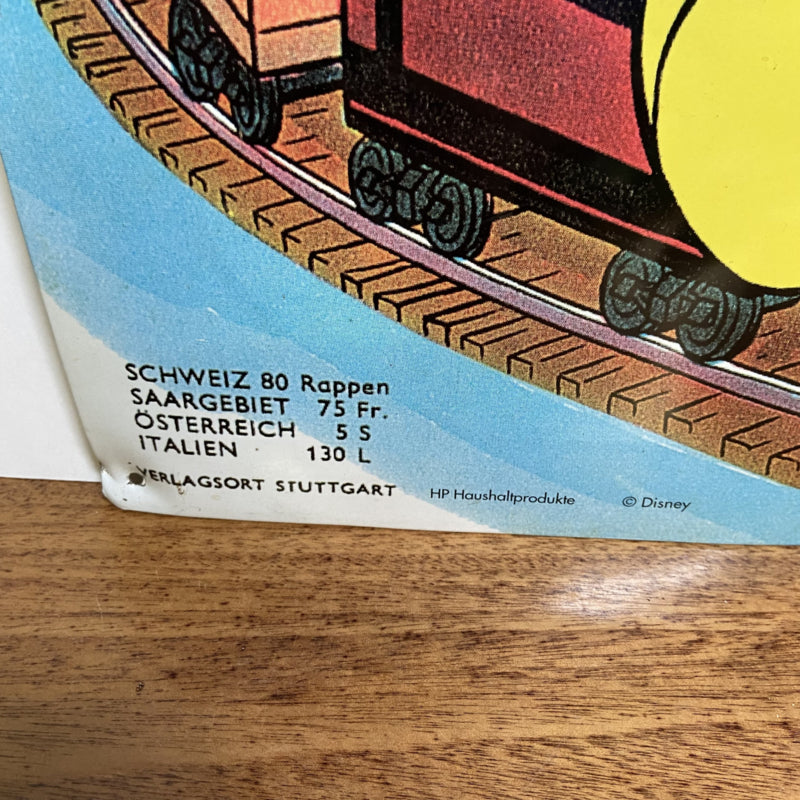 SCHWEIZ 80 Rappen
SAARGEBIET 75 Fr.
ÖSTERREICH 5 S
ITALIEN 130 L
VERLAGSORT STUTTGART
HP Haushaltprodukte
© Disney